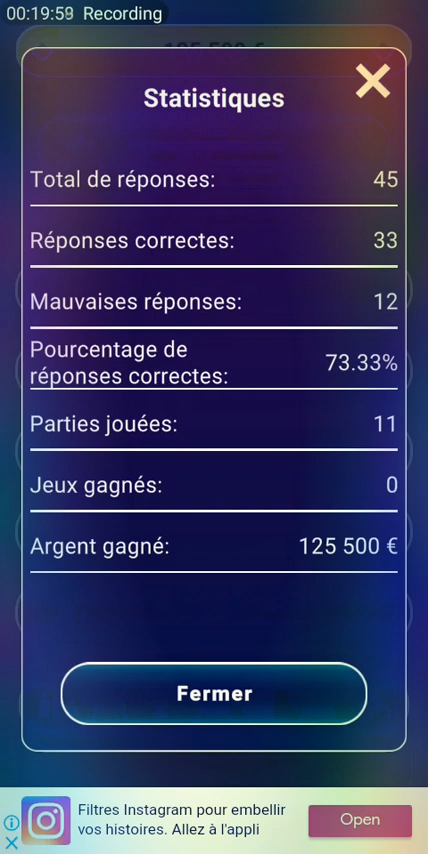 00:19:59 Recording
125 500 €
Statistiques
Total de réponses: 45
Réponses correctes: 33
Mauvaises réponses: 12
Pourcentage de
réponses correctes: 73.33%
Parties jouées: 11
Jeux gagnés: 0
Argent gagné: 125 500 €
Fermer
Filtres Instagram pour embellir
vos histoires. Allez à l'appli
Open